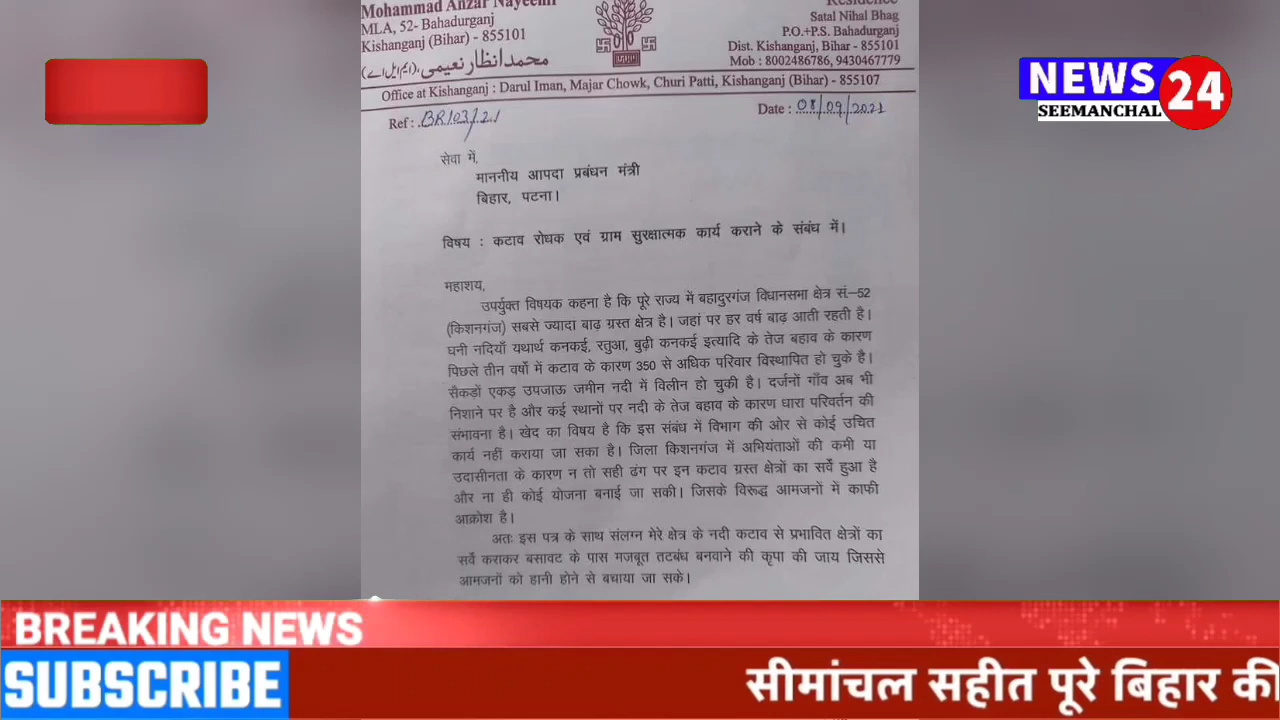 Mohammad Anzar Nayeemi
MLA, 52- Bahadurganj
Kishanganj (Bihar) - 855101
محمد انظار نعیمی، (ایم ایل اے)
Residence
Satal Nihal Bhag
P.O.+P.S. Bahadurganj
Dist. Kishanganj, Bihar - 855101
Mob : 8002486786, 9430467779
Office at Kishanganj : Darul Iman, Majar Chowk, Churi Patti, Kishanganj (Bihar) - 855107
Ref : BR103/21
Date : 08/09/2021
सेवा में,
माननीय आपदा प्रबंधन मंत्री
बिहार, पटना।
विषय : कटाव रोधक एवं ग्राम सुरक्षात्मक कार्य कराने के संबंध में।
महाशय,
उपर्युक्त विषयक कहना है कि पूरे राज्य में बहादुरगंज विधानसभा क्षेत्र सं–52
(किशनगंज) सबसे ज्यादा बाढ़ ग्रस्त क्षेत्र है। जहां पर हर वर्ष बाढ़ आती रहती है।
घनी नदियाँ यथार्थ कनकई, रतुआ, बुढ़ी कनकई इत्यादि के तेज बहाव के कारण
पिछले तीन वर्षो में कटाव के कारण 350 से अधिक परिवार विस्थापित हो चुके है।
सैकडों एकड़ उपजाऊ जमीन नदी में विलीन हो चुकी है। दर्जनों गाँव अब भी
निशाने पर है और कई स्थानों पर नदी के तेज बहाव के कारण धारा परिवर्तन की
संभावना है। खेद का विषय है कि इस संबंध में विभाग की ओर से कोई उचित
कार्य नहीं कराया जा सका है। जिला किशनगंज में अभियंताओं की कमी या
उदासीनता के कारण न तो सही ढंग पर इन कटाव ग्रस्त क्षेत्रों का सर्वे हुआ है
और ना ही कोई योजना बनाई जा सकी। जिसके विरूद्ध आमजनों में काफी
आक्रोश है।
अतः इस पत्र के साथ संलग्न मेरे क्षेत्र के नदी कटाव से प्रभावित क्षेत्रों का
सर्वे कराकर बसावट के पास मजबूत तटबंध बनवाने की कृपा की जाय जिससे
आमजनों को हानी होने से बचाया जा सके।
NEWS 24
SEEMANCHAL
BREAKING NEWS
SUBSCRIBE
सीमांचल सहीत पूरे बिहार की